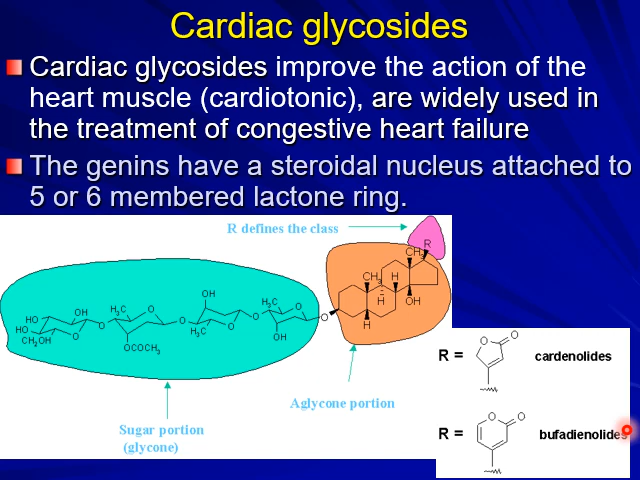 Cardiac glycosides
Cardiac glycosides improve the action of the
heart muscle (cardiotonic), are widely used in
the treatment of congestive heart failure
The genins have a steroidal nucleus attached to
5 or 6 membered lactone ring.
R defines the class
R
CH₃
CH₃ H
H
OH
H
O
OH
H₃C
O
H₃C
O
HO
OH
O
O
O
O
HO
O
CH₂OH
OCOCH₃
H₃C
O
OH
Aglycone portion
Sugar portion
(glycone)
R =
O
O
cardenolides
R =
O
O
bufadienolides